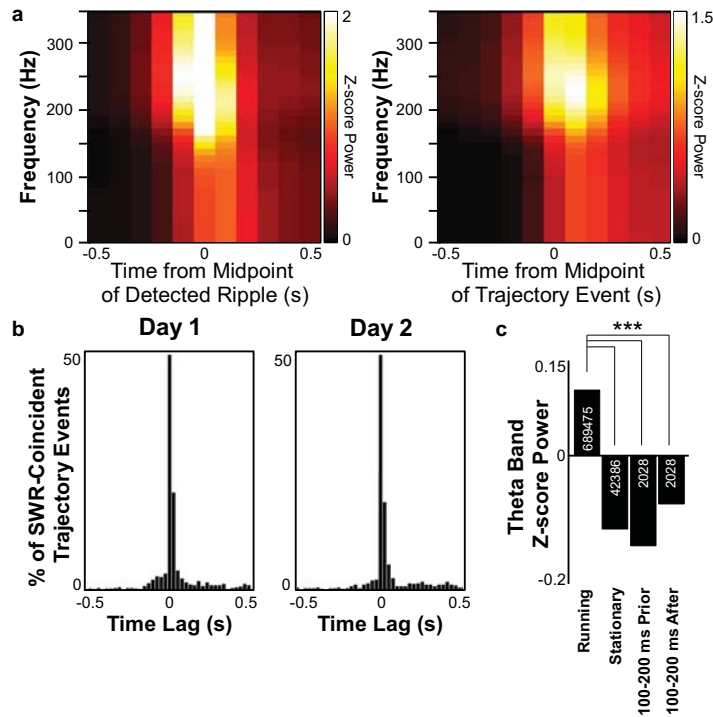 a
Frequency (Hz)
300
200
100
0
-0.5
0
0.5
Time from Midpoint
of Detected Ripple (s)
2
Z-score Power
0
Frequency (Hz)
300
200
100
0
-0.5
0
0.5
Time from Midpoint
of Trajectory Event (s)
1.5
Z-score Power
0
b
Day 1
Day 2
% of SWR-Coincident
Trajectory Events
50
0
-0.5
0
0.5
Time Lag (s)
50
0
-0.5
0
0.5
Time Lag (s)
c
***
Theta Band
Z-score Power
0.15
0
-0.2
689475
42386
2028
2028
Running
Stationary
100-200 ms Prior
100-200 ms After